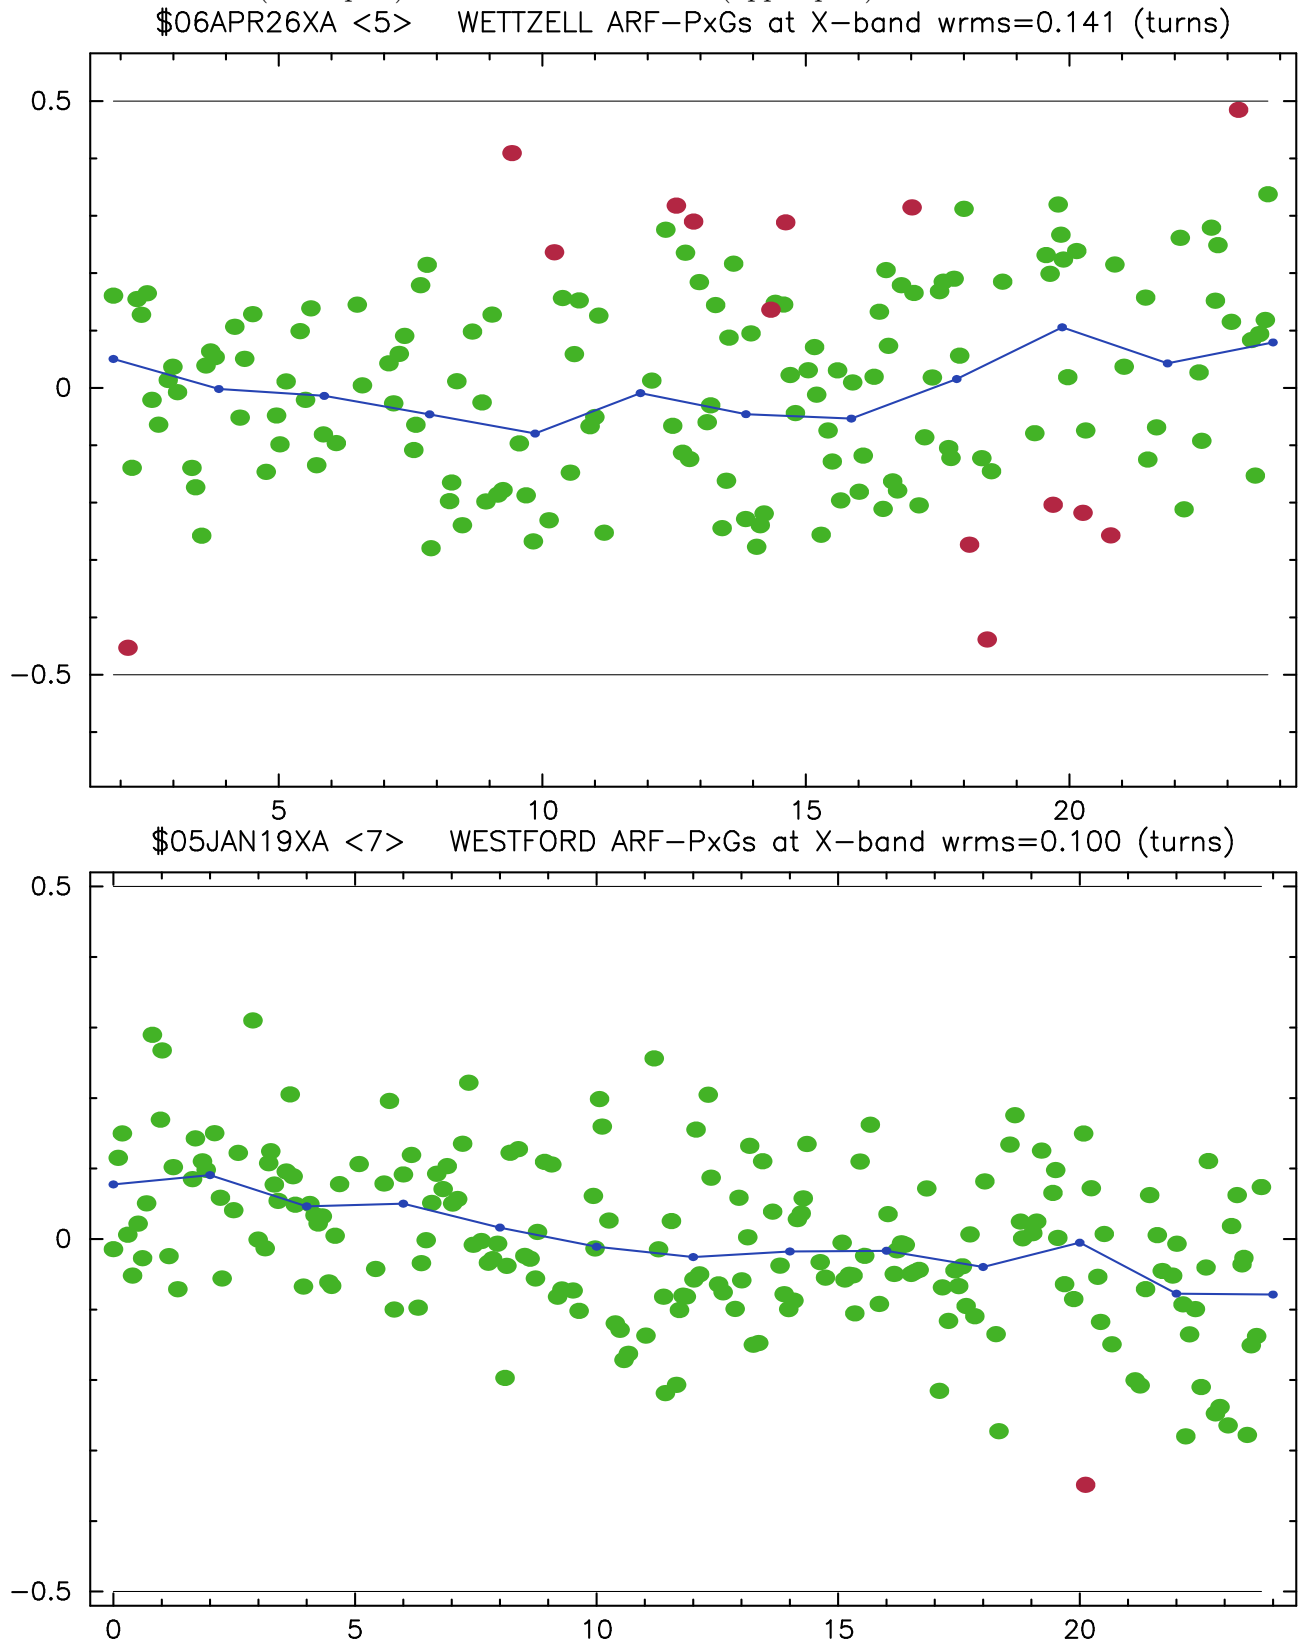 $06APR26XA <5> WETTZELL ARF-PxGs at X-band wrms=0.141 (turns)
0.5
0
-0.5
5 10 15 20
$05JAN19XA <7> WESTFORD ARF-PxGs at X-band wrms=0.100 (turns)
0.5
0
-0.5
0 5 10 15 20